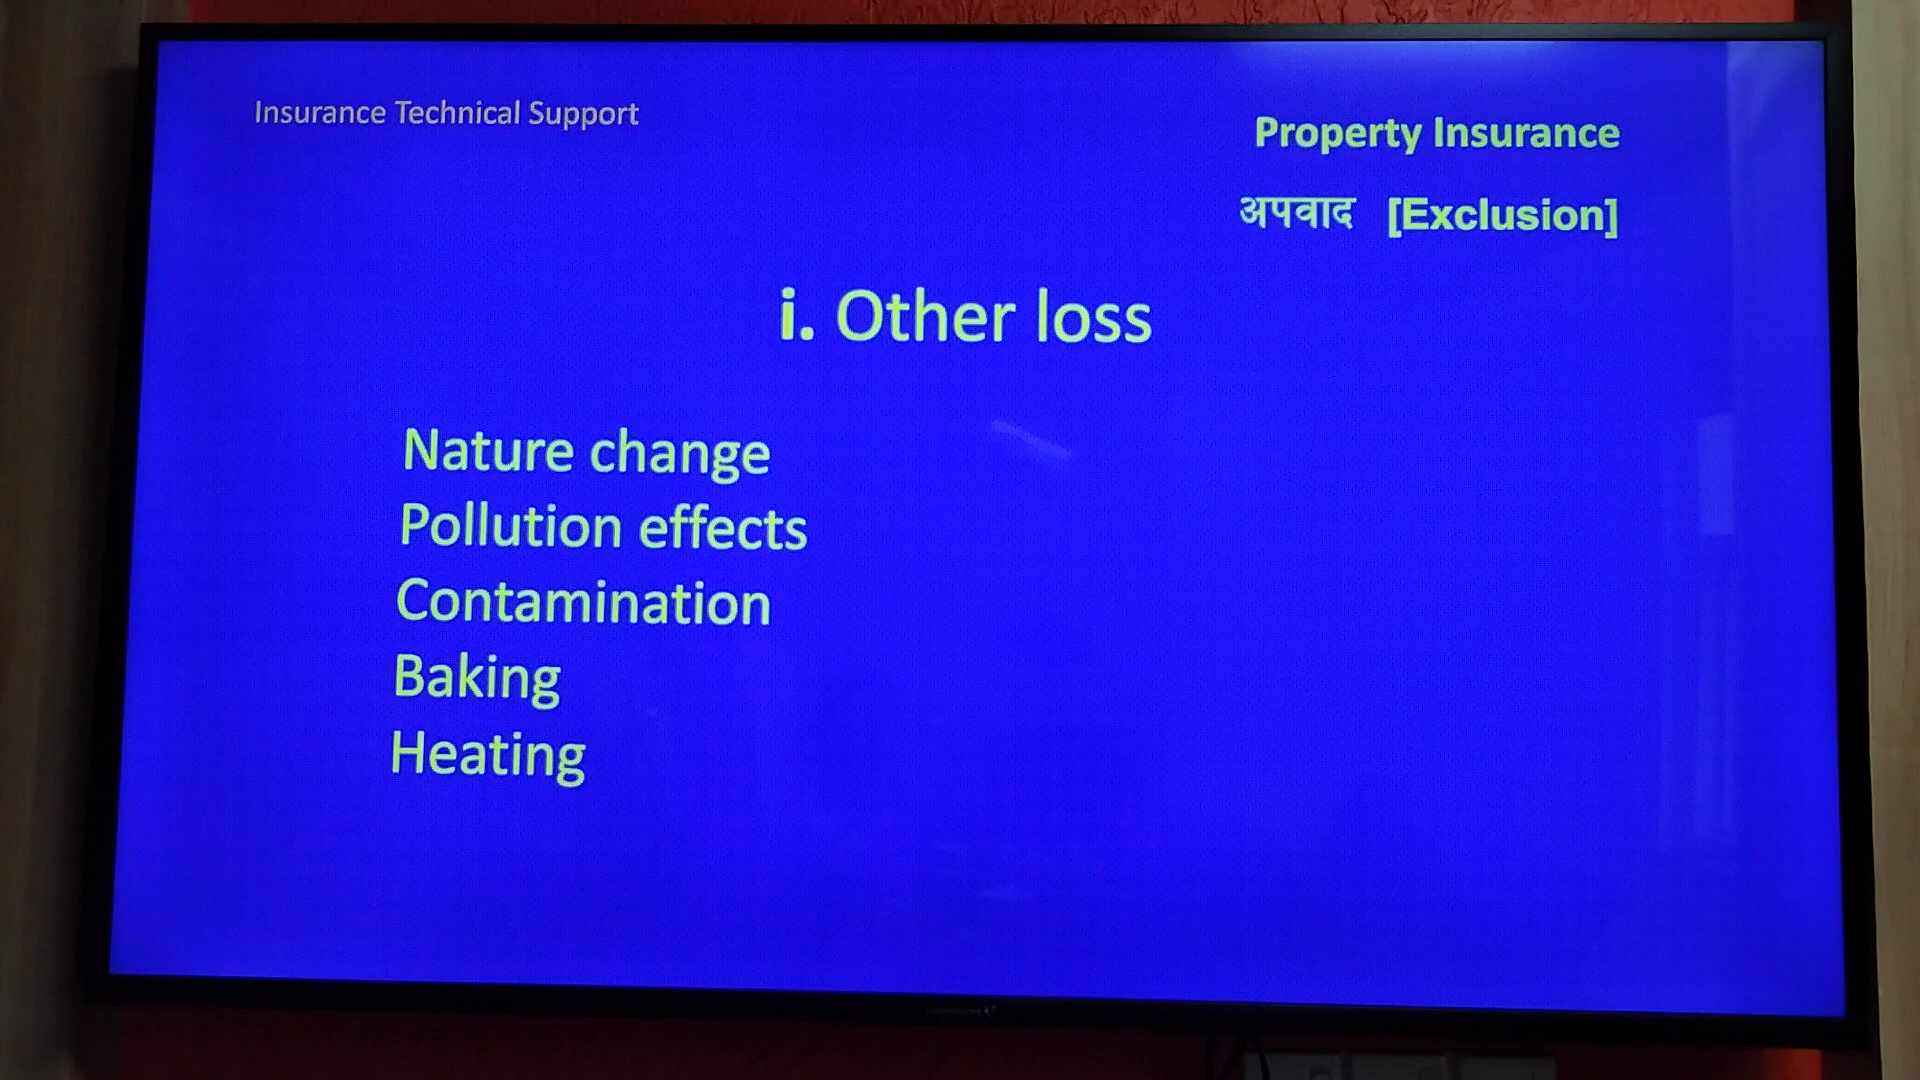 Insurance Technical Support
Property Insurance
अपवाद [Exclusion]
i. Other loss
Nature change
Pollution effects
Contamination
Baking
Heating